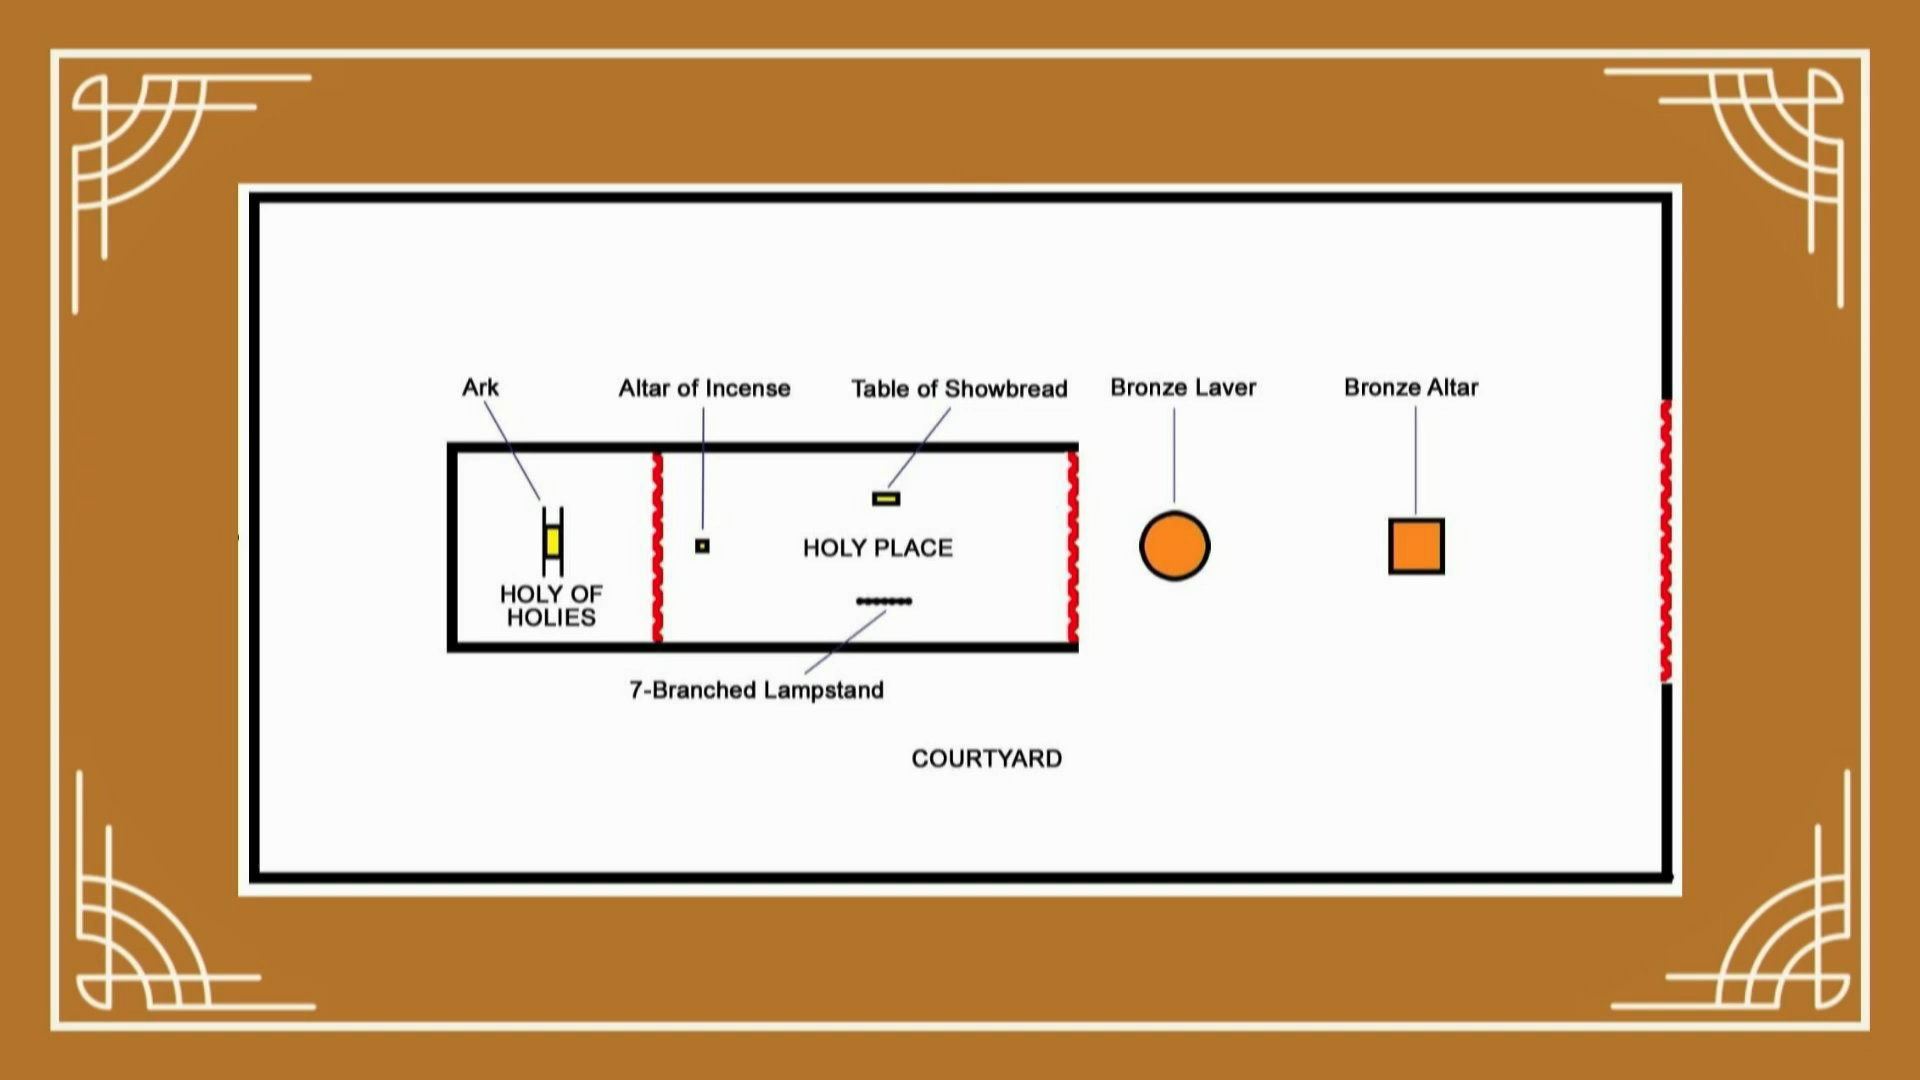 Ark
Altar of Incense
Table of Showbread
Bronze Laver
Bronze Altar
HOLY PLACE
HOLY OF
HOLIES
7-Branched Lampstand
COURTYARD